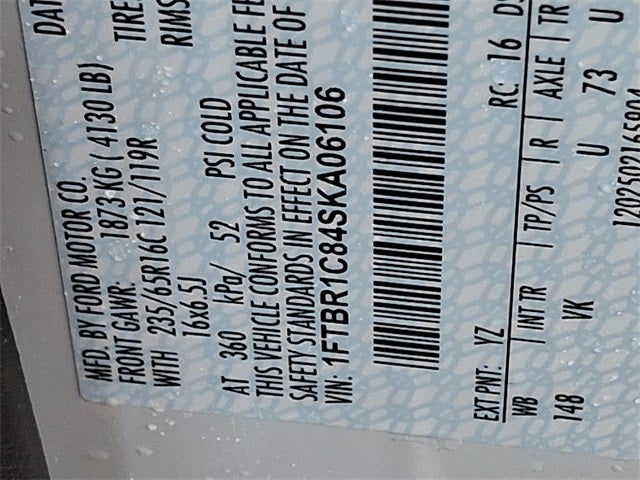 MFD. BY FORD MOTOR CO. DAT
FRONT GAWR: 1873 KG ( 4130 LB) TIRE
WITH 235/65R16C 121/119R RIMS
16x6.5J
AT 360 kPa/ 52 PSI COLD
THIS VEHICLE CONFORMS TO ALL APPLICABLE FE
SAFETY STANDARDS IN EFFECT ON THE DATE OF
VIN: 1FTBR1C84SKA06106
EXT PNT: YZ RC: 16 DS
WB | INT TR | TP/PS | R | AXLE | TR
148 VK U 73 U